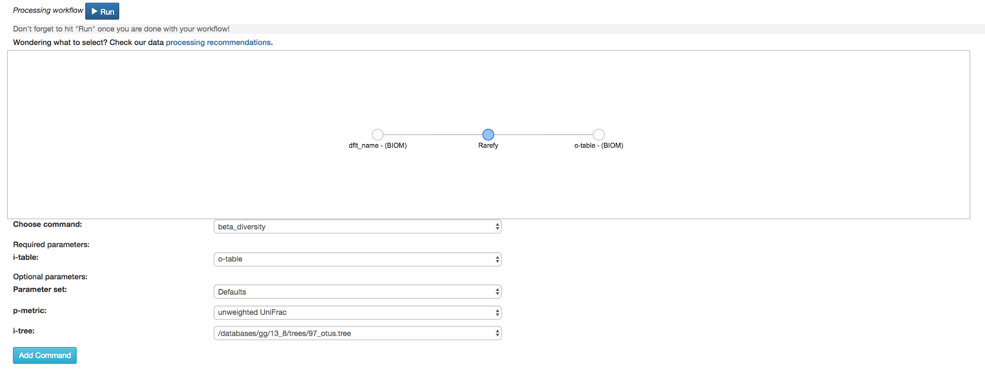 Processing workflow Run
Don't forget to hit "Run" once you are done with your workflow!
Wondering what to select? Check our data processing recommendations.
dflt_name - (BIOM) Rarefy o-table - (BIOM)
Choose command: beta_diversity
Required parameters:
i-table: o-table
Optional parameters:
Parameter set: Defaults
p-metric: unweighted UniFrac
i-tree: /databases/gg/13_8/trees/97_otus.tree
Add Command